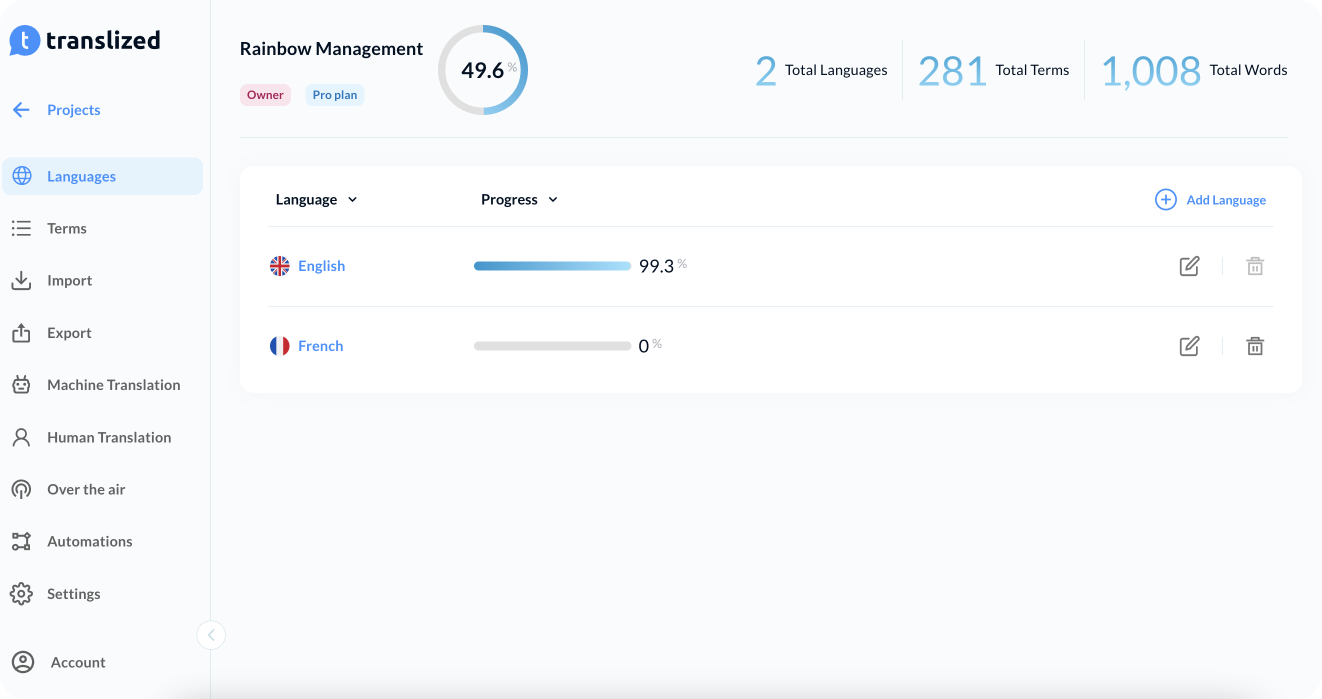 translized
Projects
Languages
Terms
Import
Export
Machine Translation
Human Translation
Over the air
Automations
Settings
Account
Rainbow Management
Owner Pro plan
49.6 %
2 Total Languages
281 Total Terms
1,008 Total Words
Language Progress Add Language
English 99.3 %
French 0 %